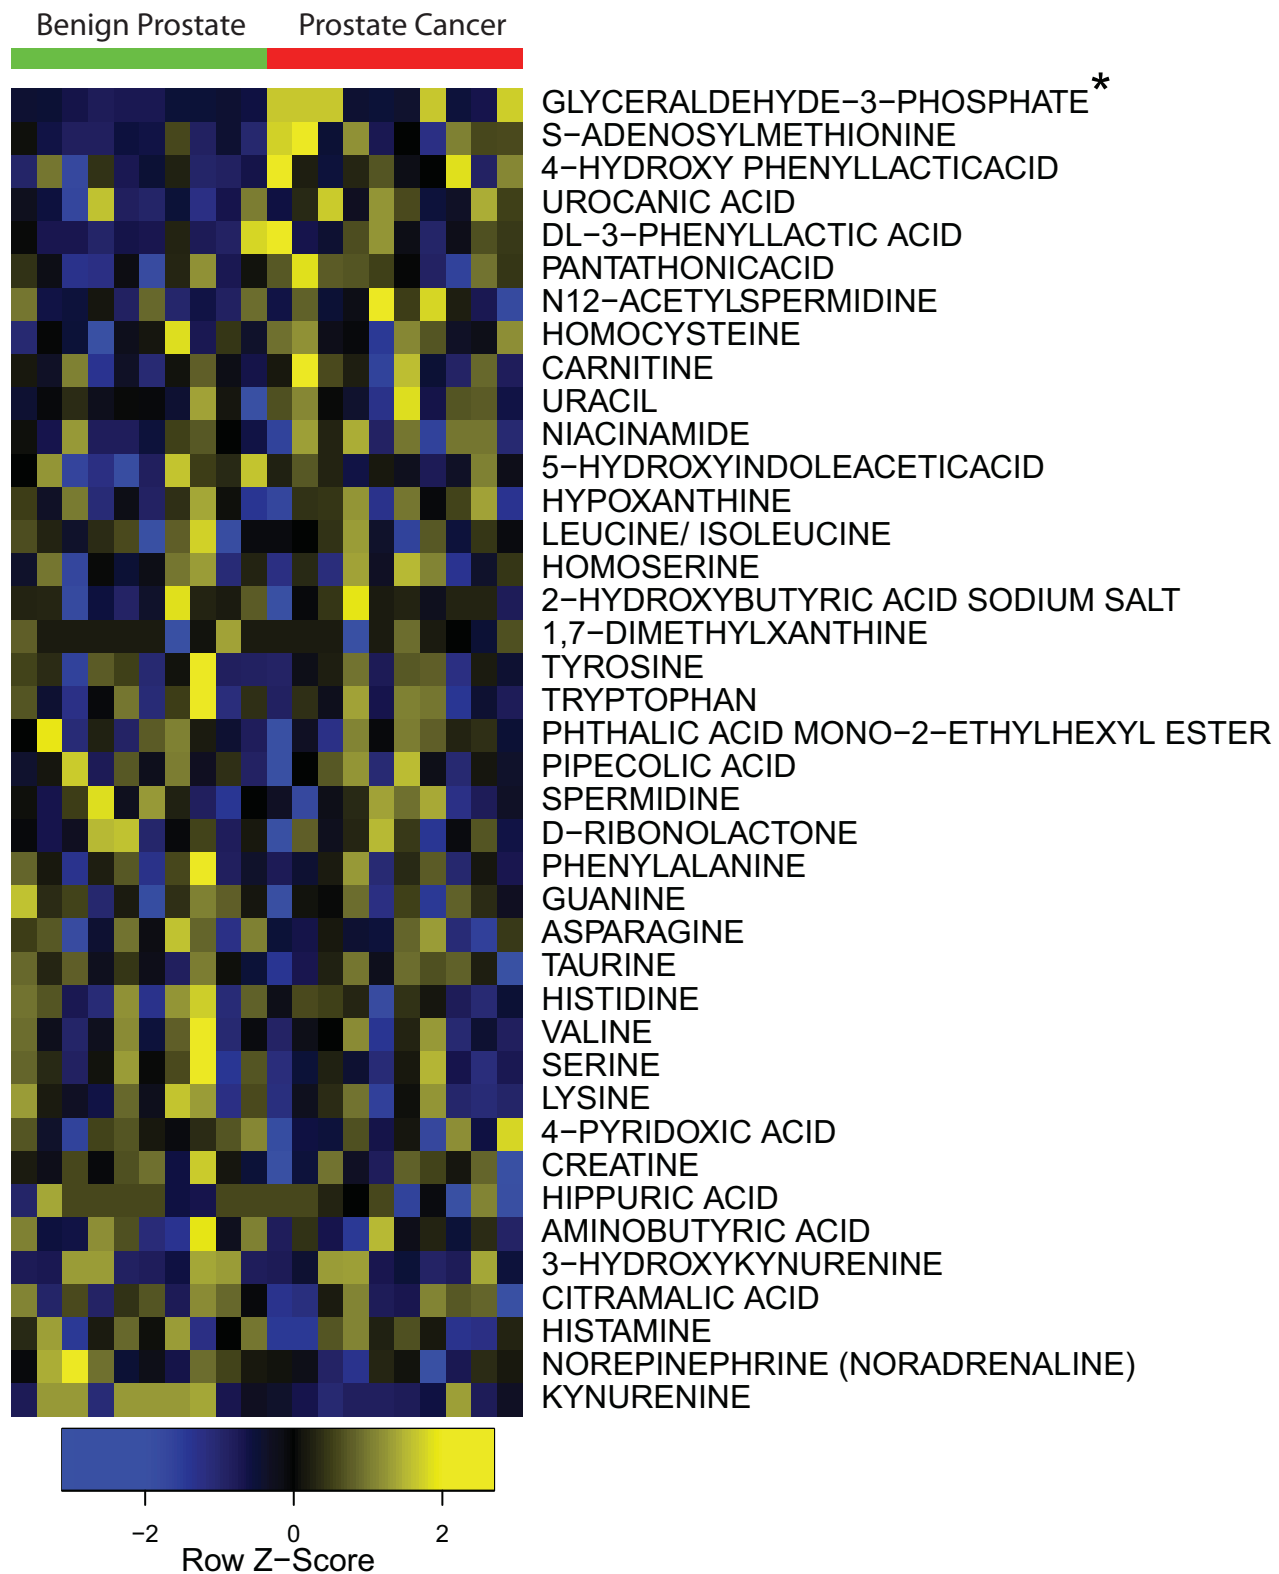 Benign Prostate Prostate Cancer
GLYCERALDEHYDE−3−PHOSPHATE*
S−ADENOSYLMETHIONINE
4−HYDROXY PHENYLLACTICACID
UROCANIC ACID
DL−3−PHENYLLACTIC ACID
PANTATHONICACID
N12−ACETYLSPERMIDINE
HOMOCYSTEINE
CARNITINE
URACIL
NIACINAMIDE
5−HYDROXYINDOLEACETICACID
HYPOXANTHINE
LEUCINE/ ISOLEUCINE
HOMOSERINE
2−HYDROXYBUTYRIC ACID SODIUM SALT
1,7−DIMETHYLXANTHINE
TYROSINE
TRYPTOPHAN
PHTHALIC ACID MONO−2−ETHYLHEXYL ESTER
PIPECOLIC ACID
SPERMIDINE
D−RIBONOLACTONE
PHENYLALANINE
GUANINE
ASPARAGINE
TAURINE
HISTIDINE
VALINE
SERINE
LYSINE
4−PYRIDOXIC ACID
CREATINE
HIPPURIC ACID
AMINOBUTYRIC ACID
3−HYDROXYKYNURENINE
CITRAMALIC ACID
HISTAMINE
NOREPINEPHRINE (NORADRENALINE)
KYNURENINE
−2 0 2
Row Z−Score